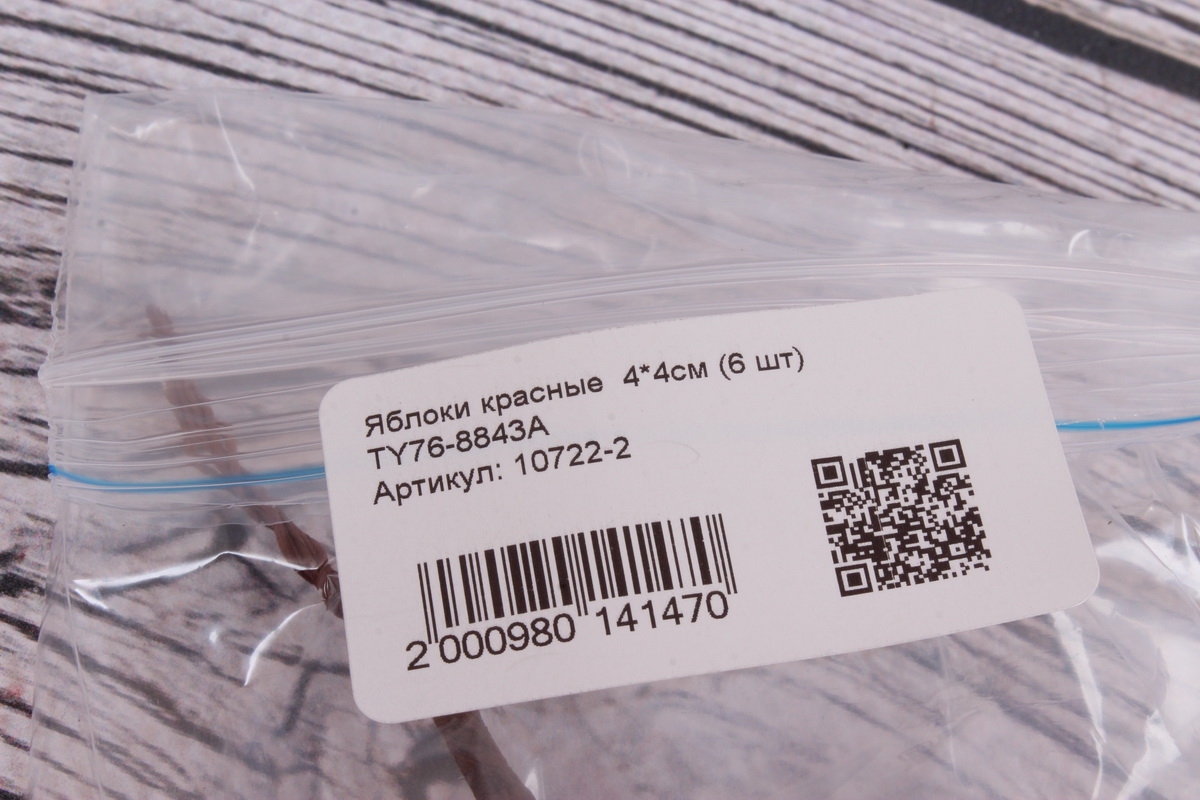 Яблоки красные 4*4см (6 шт)
TY76-8843A
Артикул: 10722-2
2 000980 141470